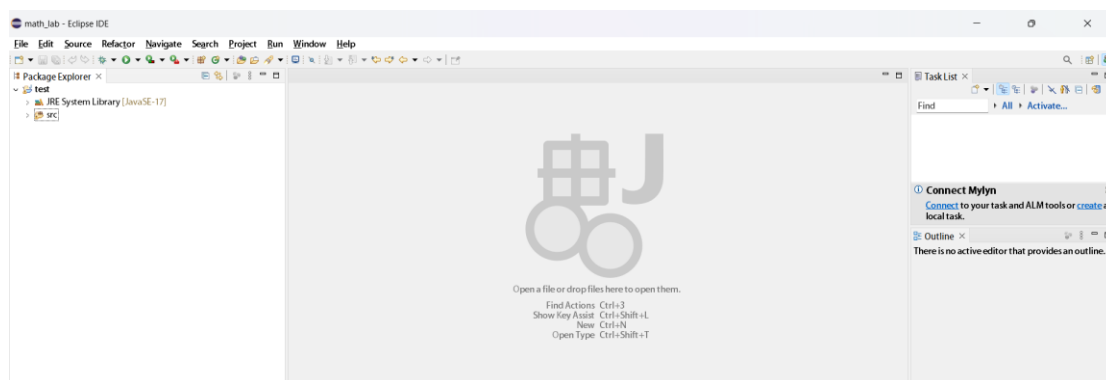 math_lab - Eclipse IDE
File Edit Source Refactor Navigate Search Project Run Window Help
Package Explorer
test
JRE System Library [JavaSE-17]
src
Open a file or drop files here to open them.
Find Actions Ctrl+3
Show Key Assist Ctrl+Shift+L
New Ctrl+N
Open Type Ctrl+Shift+T
Task List
Find All Activate...
Connect Mylyn
Connect to your task and ALM tools or create a
local task.
Outline
There is no active editor that provides an outline.